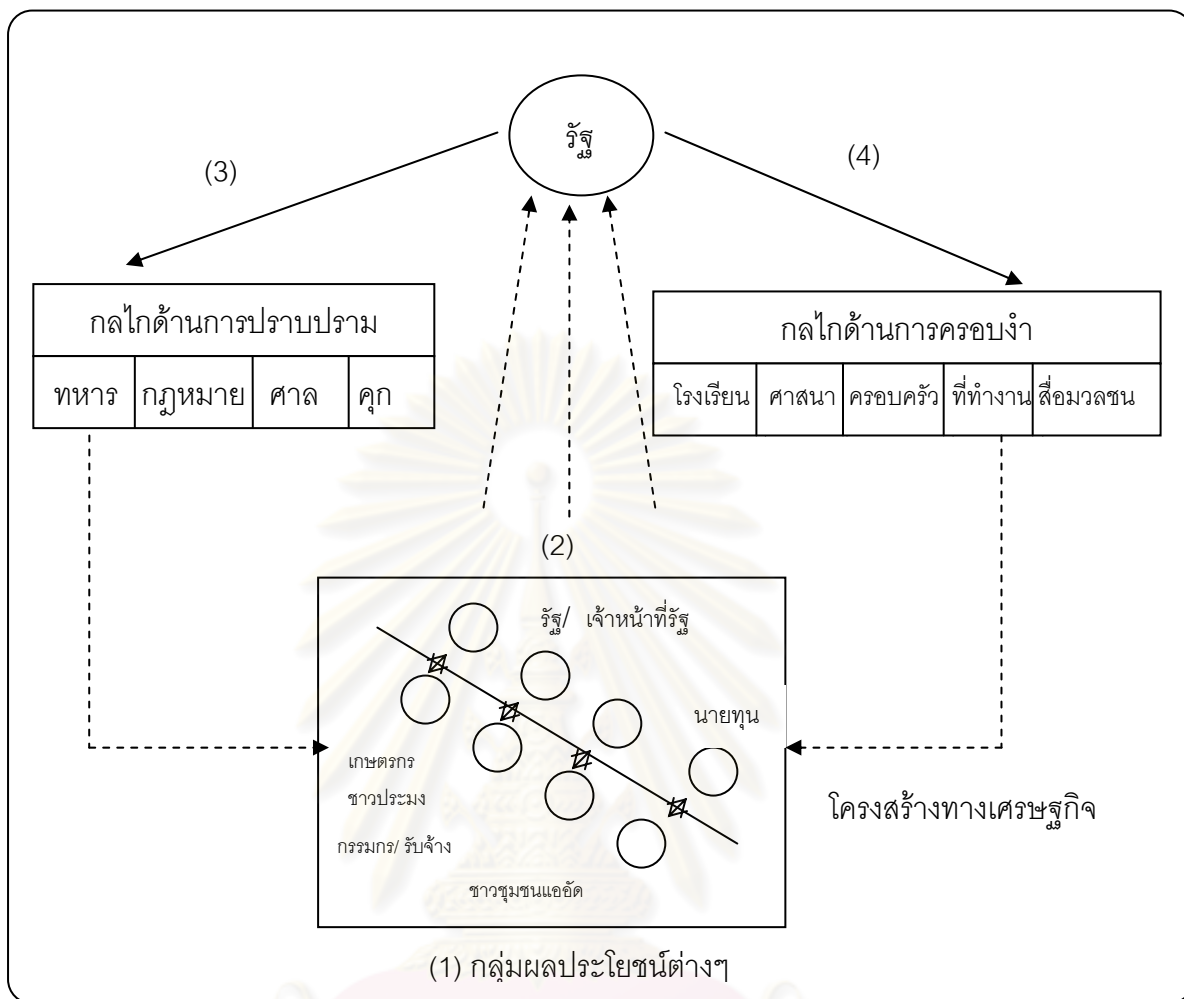 รัฐ
(3)
(4)
กลไกด้านการปราบปราม
ทหาร กฎหมาย ศาล คุก
กลไกด้านการครอบงำ
โรงเรียน ศาสนา ครอบครัว ที่ทำงาน สื่อมวลชน
(2)
รัฐ/ เจ้าหน้าที่รัฐ
นายทุน
เกษตรกร
ชาวประมง
กรรมกร/ รับจ้าง
ชาวชุมชนแออัด
โครงสร้างทางเศรษฐกิจ
(1) กลุ่มผลประโยชน์ต่างๆ